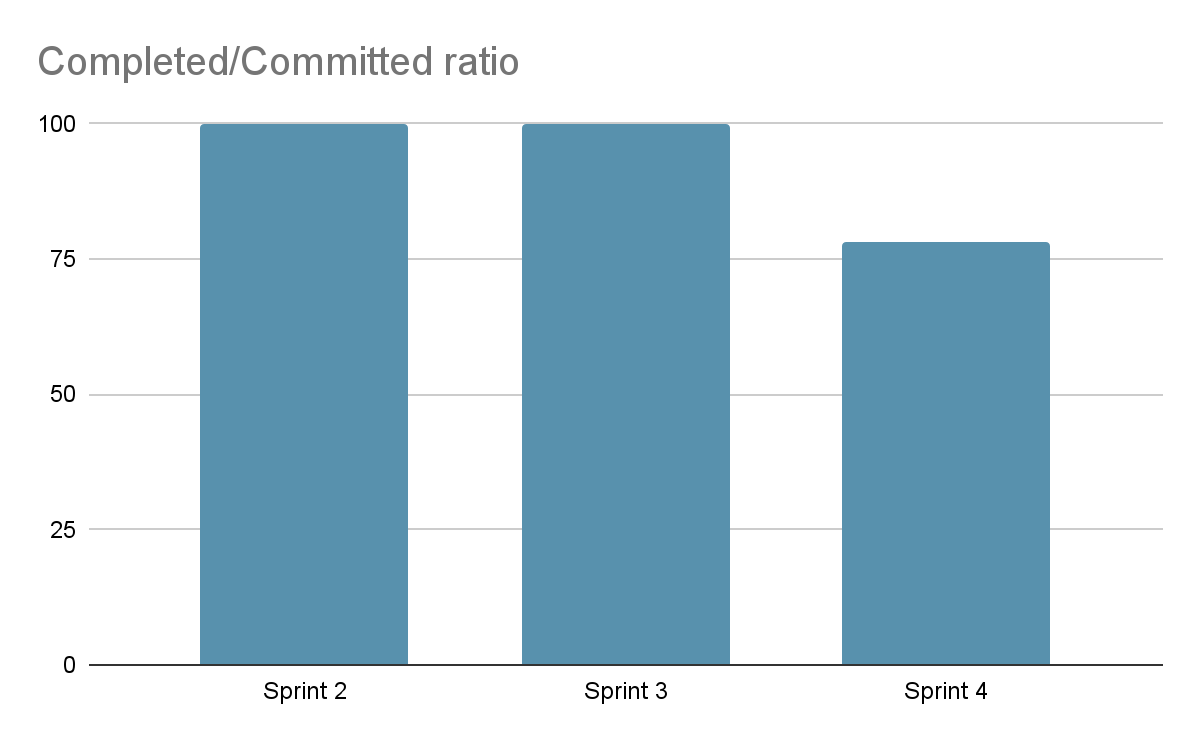 Completed/Committed ratio
100
75
50
25
0
Sprint 2
Sprint 3
Sprint 4